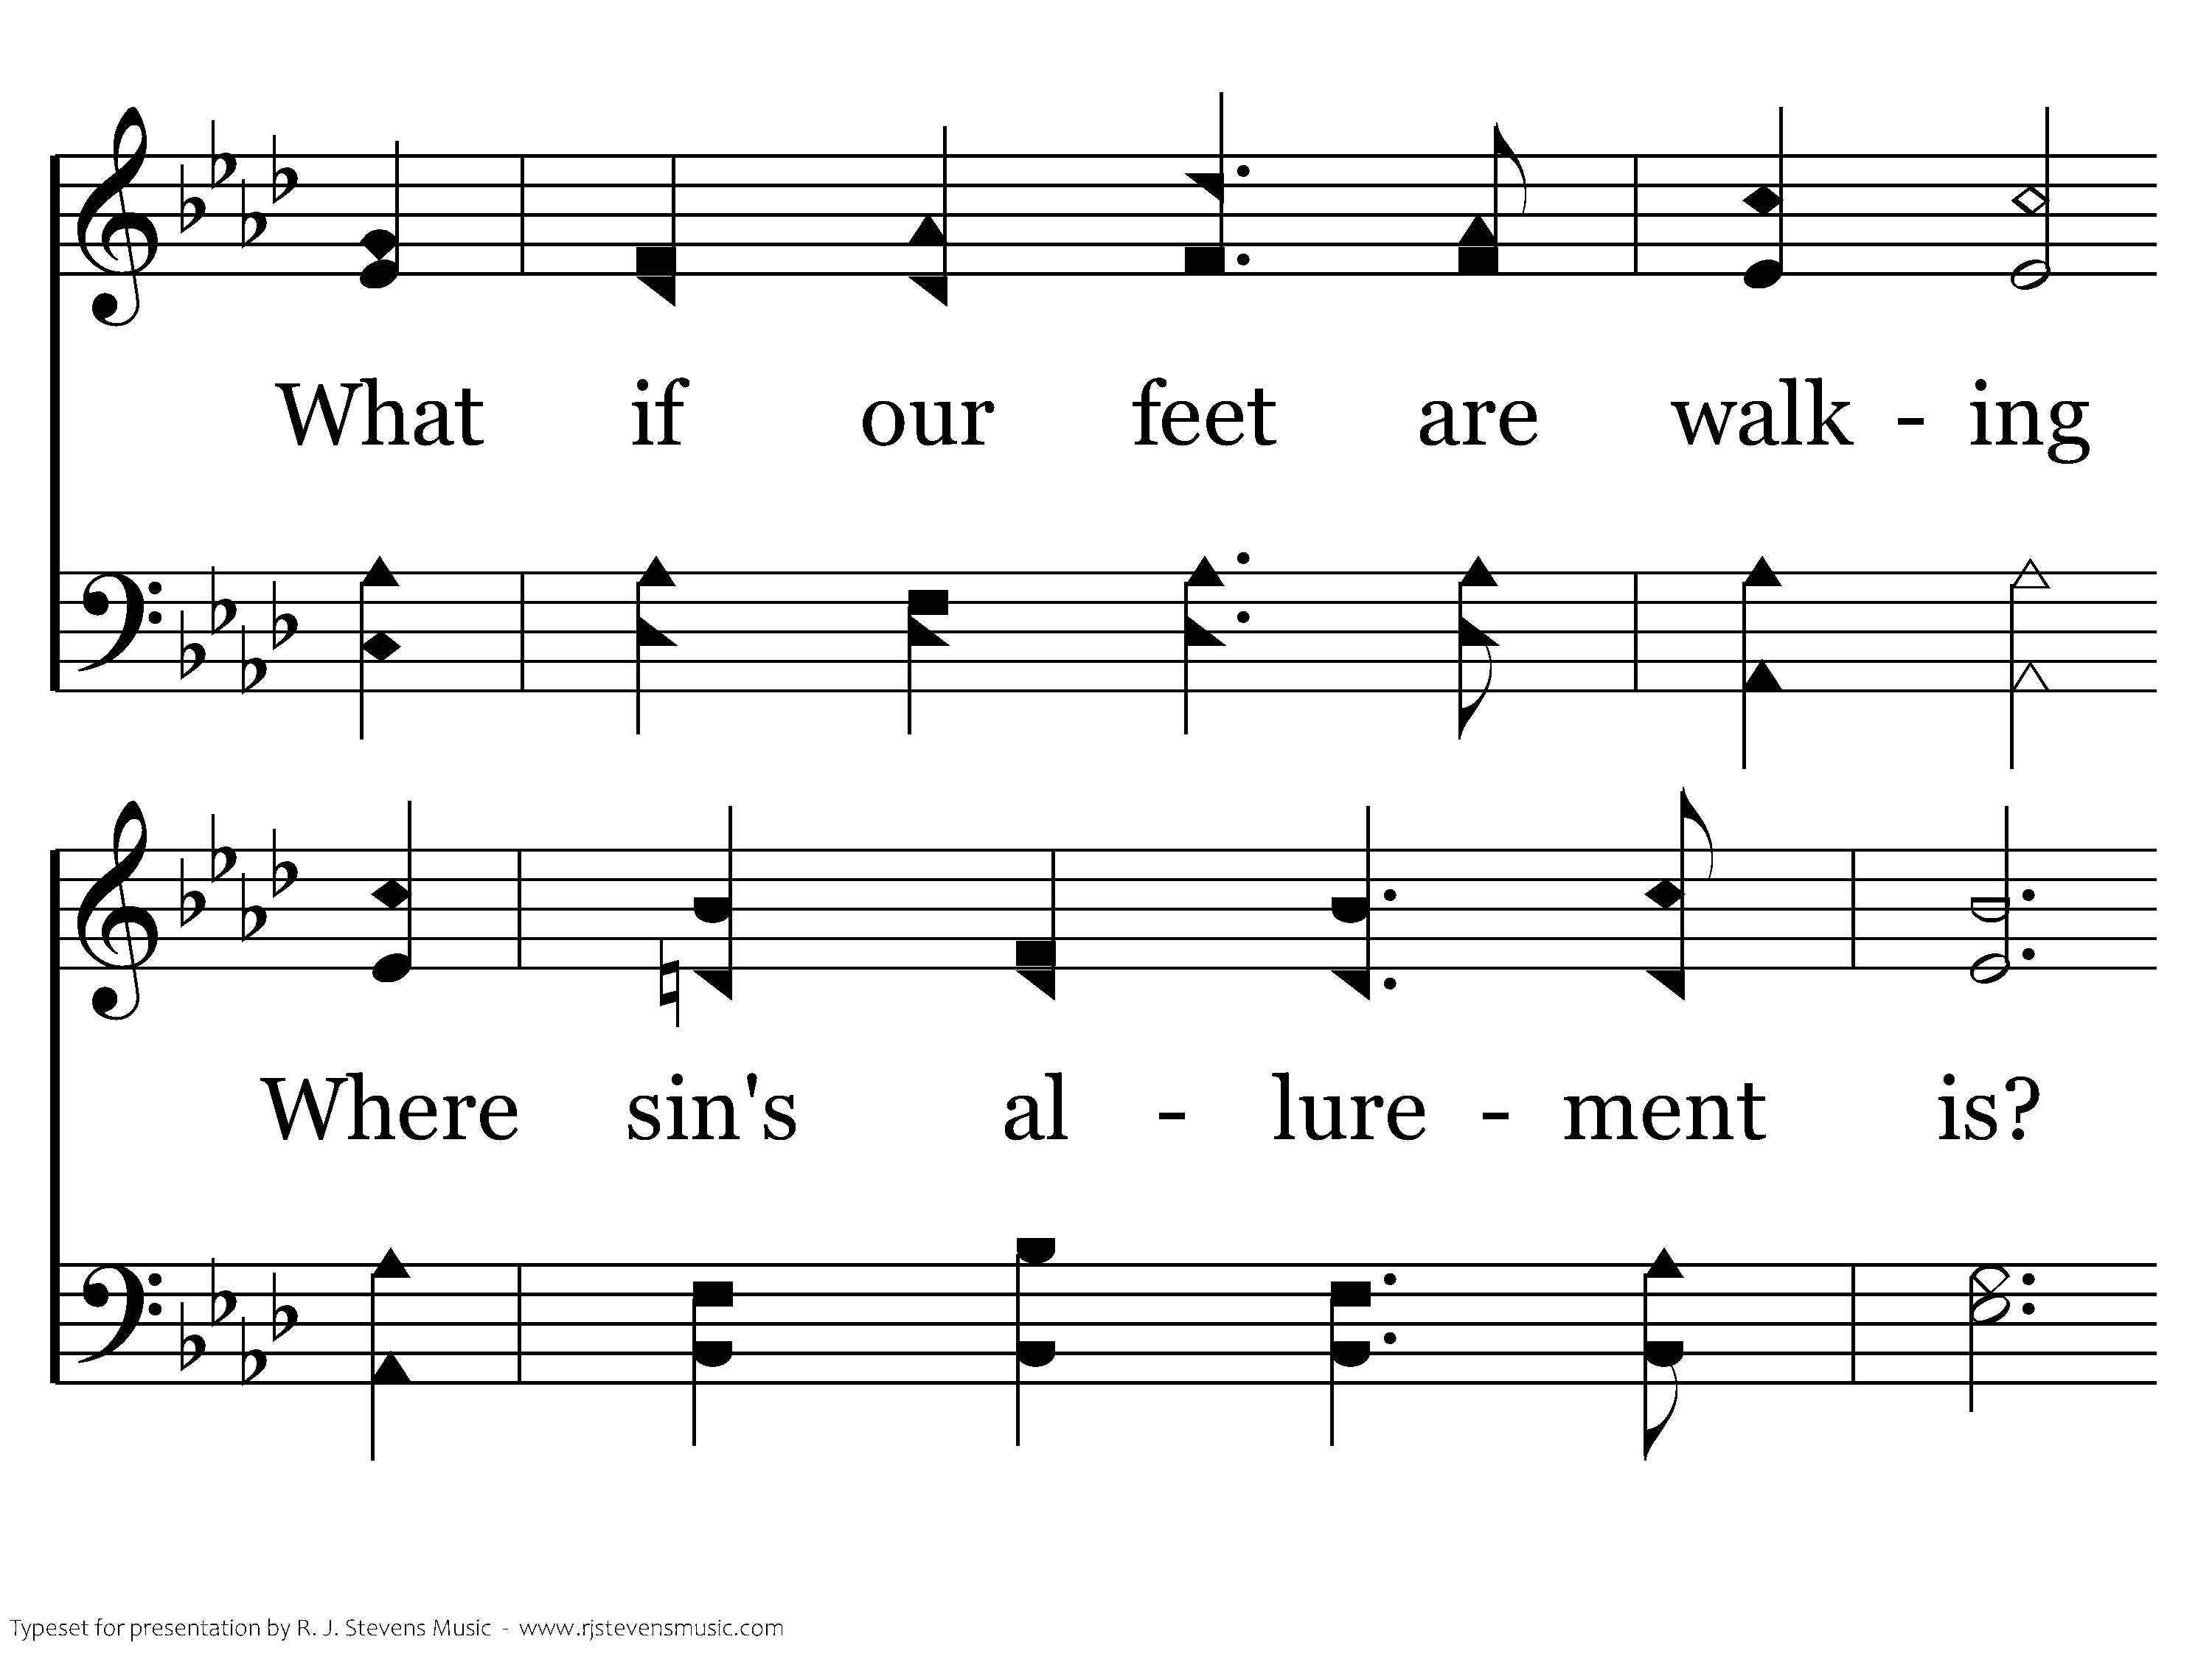 What if our feet are walk - ing
Where sin's al - lure - ment is?
Typeset for presentation by R. J. Stevens Music - www.rjstevensmusic.com